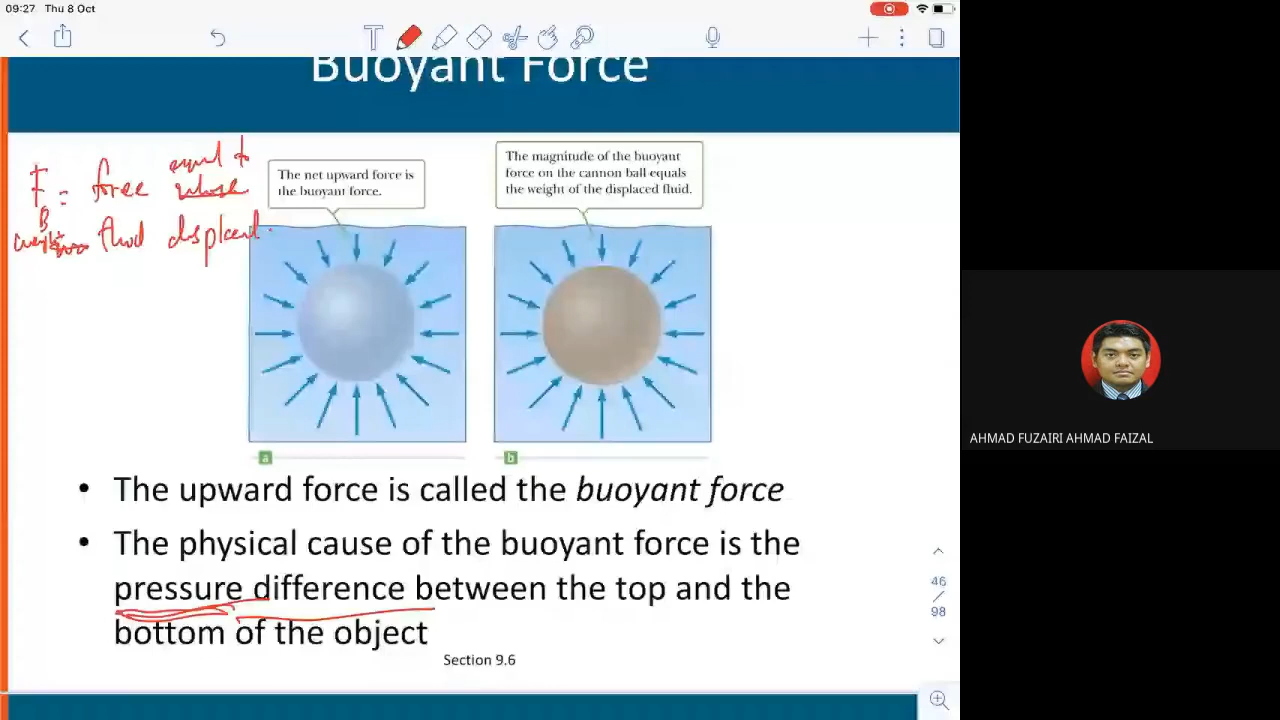 09:27 Thu 8 Oct
Buoyant Force
equal to
F = force whose
B
fluid displaced.
The net upward force is
the buoyant force.
The magnitude of the buoyant
force on the cannon ball equals
the weight of the displaced fluid.
a
b
• The upward force is called the buoyant force
• The physical cause of the buoyant force is the
pressure difference between the top and the
bottom of the object
Section 9.6
46
/
98
AHMAD FUZAIRI AHMAD FAIZAL